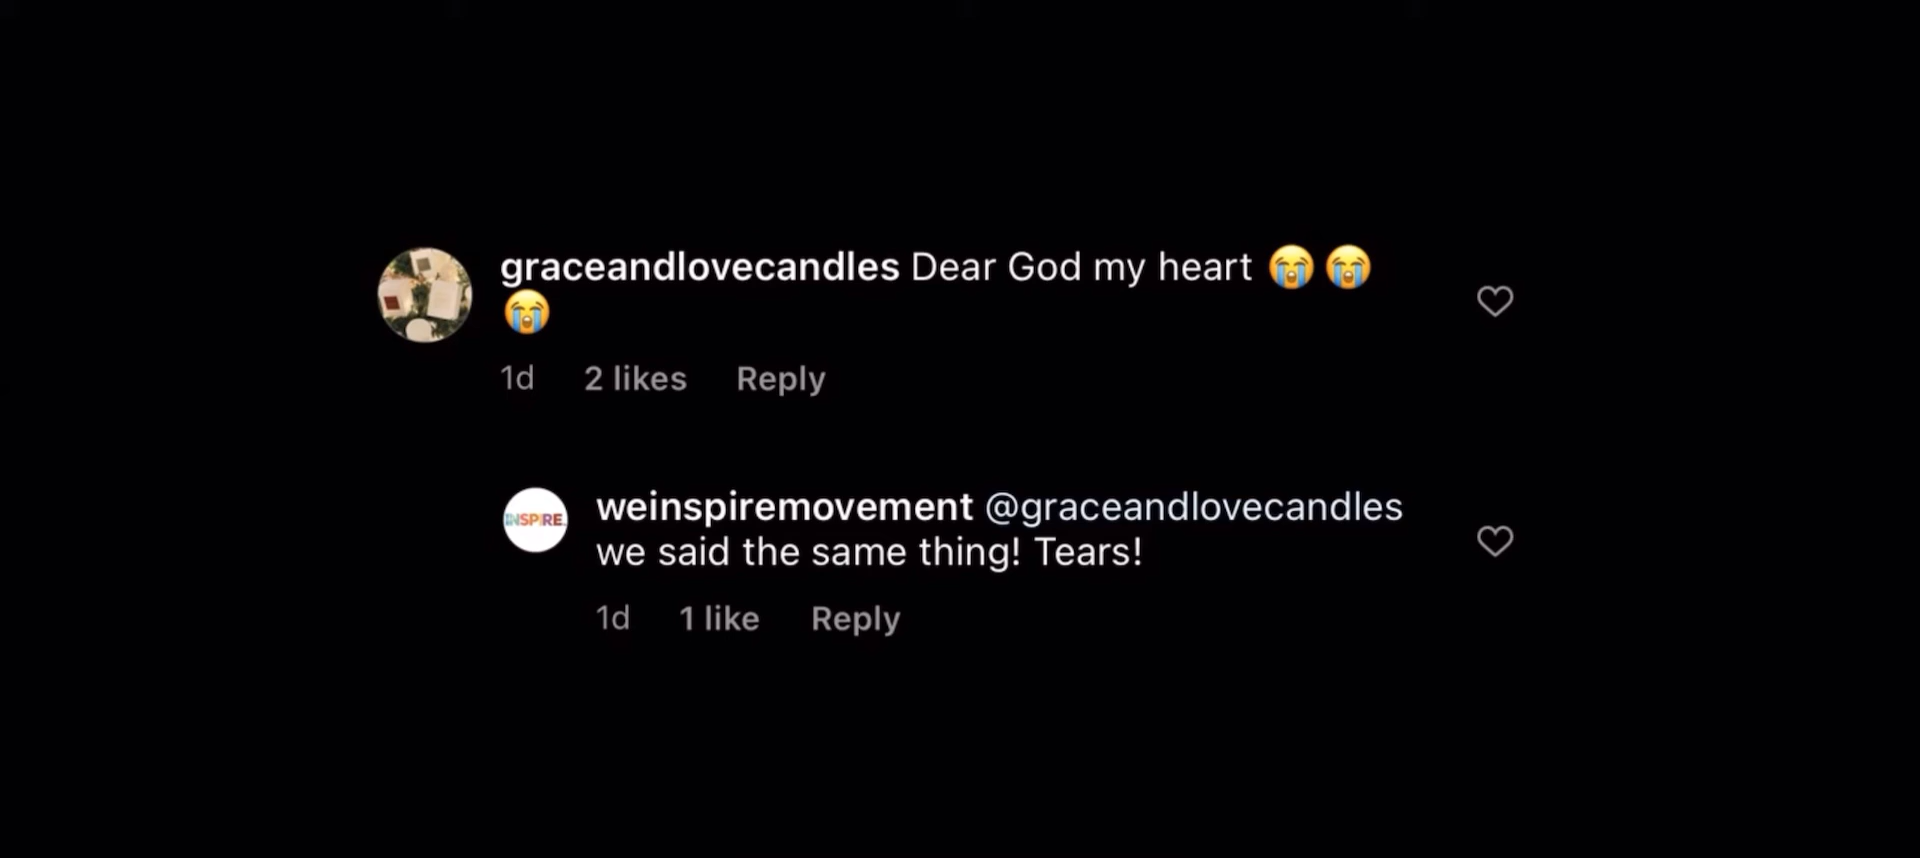 graceandlovecandles Dear God my heart 😭😭
😭
1d 2 likes Reply
INSPIRE
weinspiremovement @graceandlovecandles
we said the same thing! Tears!
1d 1 like Reply